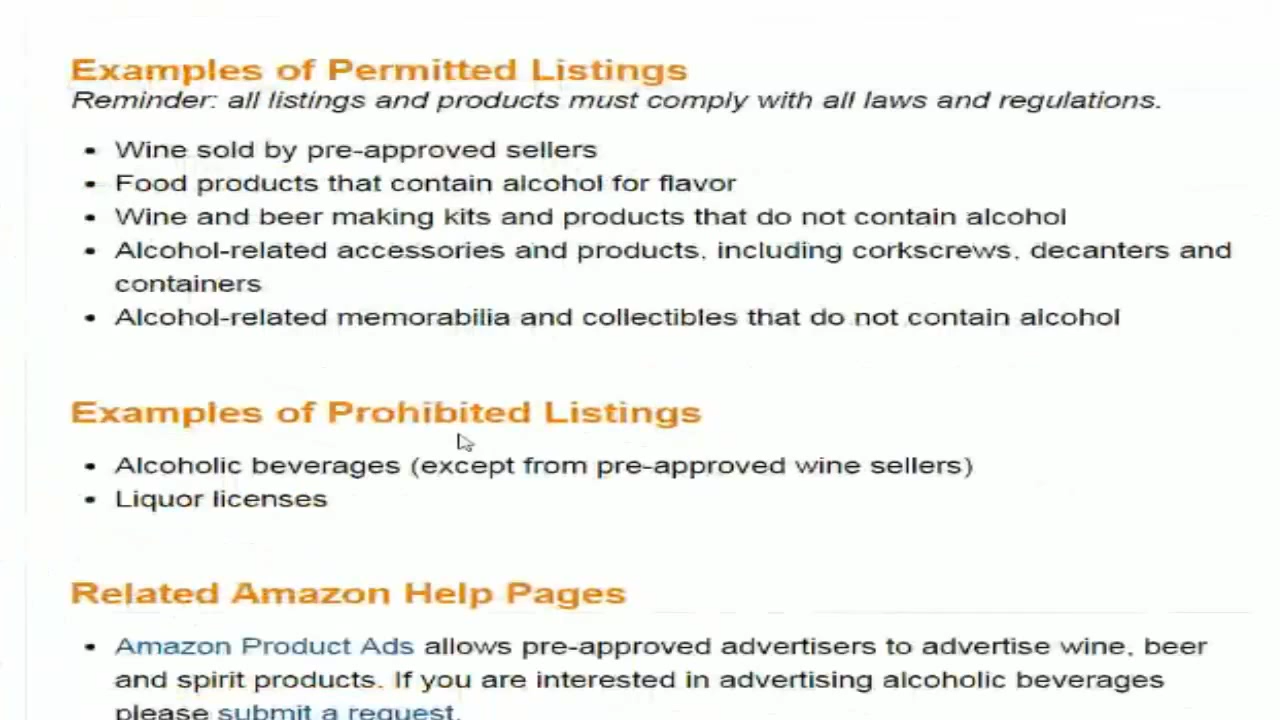 Examples of Permitted Listings
Reminder: all listings and products must comply with all laws and regulations.
• Wine sold by pre-approved sellers
• Food products that contain alcohol for flavor
• Wine and beer making kits and products that do not contain alcohol
• Alcohol-related accessories and products, including corkscrews, decanters and
containers
• Alcohol-related memorabilia and collectibles that do not contain alcohol
Examples of Prohibited Listings
• Alcoholic beverages (except from pre-approved wine sellers)
• Liquor licenses
Related Amazon Help Pages
• Amazon Product Ads allows pre-approved advertisers to advertise wine, beer
and spirit products. If you are interested in advertising alcoholic beverages
please submit a request.